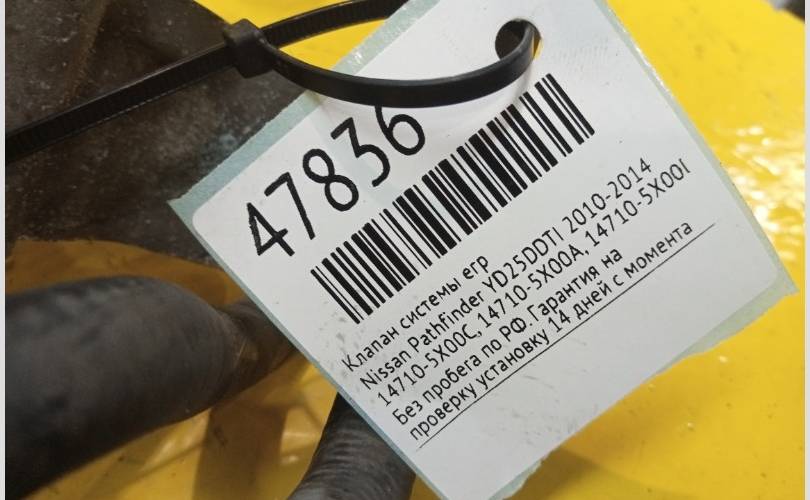 47836
Клапан системы егр
Nissan Pathfinder YD25DDTI 2010-2014
14710-5X00C, 14710-5X00A, 14710-5X00I
Без пробега по РФ.Гарантия на
проверку установку 14 дней с момента